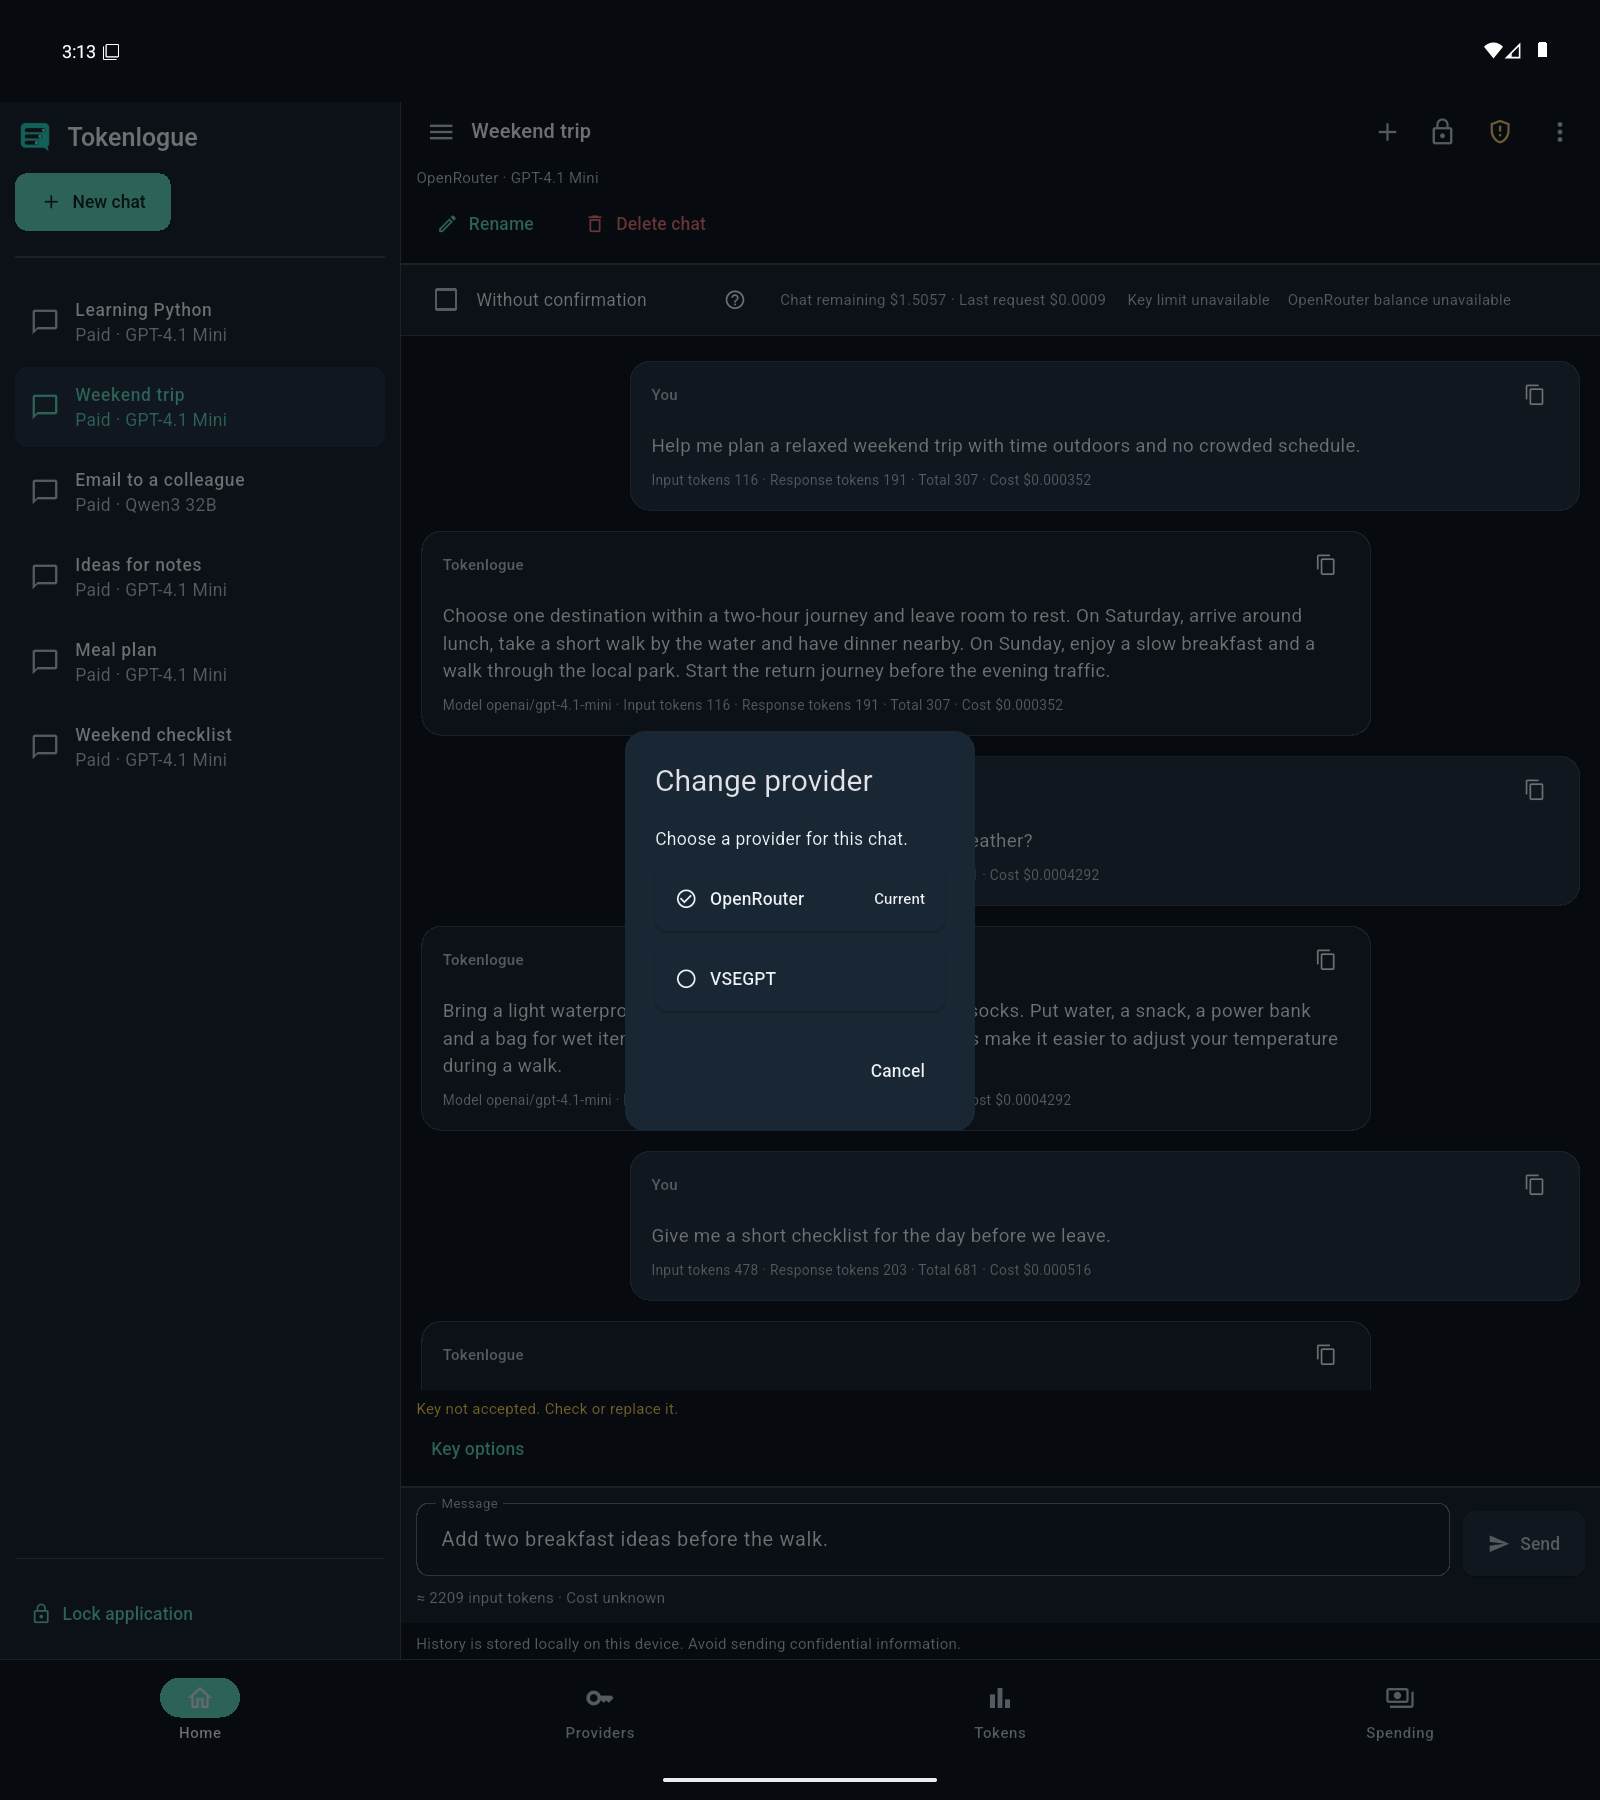 3:13
Tokenlogue
New chat
Learning Python
Paid · GPT-4.1 Mini
Weekend trip
Paid · GPT-4.1 Mini
Email to a colleague
Paid · Qwen3 32B
Ideas for notes
Paid · GPT-4.1 Mini
Meal plan
Paid · GPT-4.1 Mini
Weekend checklist
Paid · GPT-4.1 Mini
Lock application
Weekend trip
OpenRouter · GPT-4.1 Mini
Rename
Delete chat
Without confirmation
Chat remaining $1.5057 · Last request $0.0009
Key limit unavailable
OpenRouter balance unavailable
You
Help me plan a relaxed weekend trip with time outdoors and no crowded schedule.
Input tokens 116 · Response tokens 191 · Total 307 · Cost $0.000352
Tokenlogue
Choose one destination within a two-hour journey and leave room to rest. On Saturday, arrive around
lunch, take a short walk by the water and have dinner nearby. On Sunday, enjoy a slow breakfast and a
walk through the local park. Start the return journey before the evening traffic.
Model openai/gpt-4.1-mini · Input tokens 116 · Response tokens 191 · Total 307 · Cost $0.000352
eather?
· Cost $0.0004292
Change provider
Choose a provider for this chat.
OpenRouter
Current
VSEGPT
Cancel
Tokenlogue
Bring a light waterpro socks. Put water, a snack, a power bank
and a bag for wet iter s make it easier to adjust your temperature
during a walk.
Model openai/gpt-4.1-mini · ost $0.0004292
You
Give me a short checklist for the day before we leave.
Input tokens 478 · Response tokens 203 · Total 681 · Cost $0.000516
Tokenlogue
Key not accepted. Check or replace it.
Key options
Message
Add two breakfast ideas before the walk.
Send
≈ 2209 input tokens · Cost unknown
History is stored locally on this device. Avoid sending confidential information.
Home
Providers
Tokens
Spending